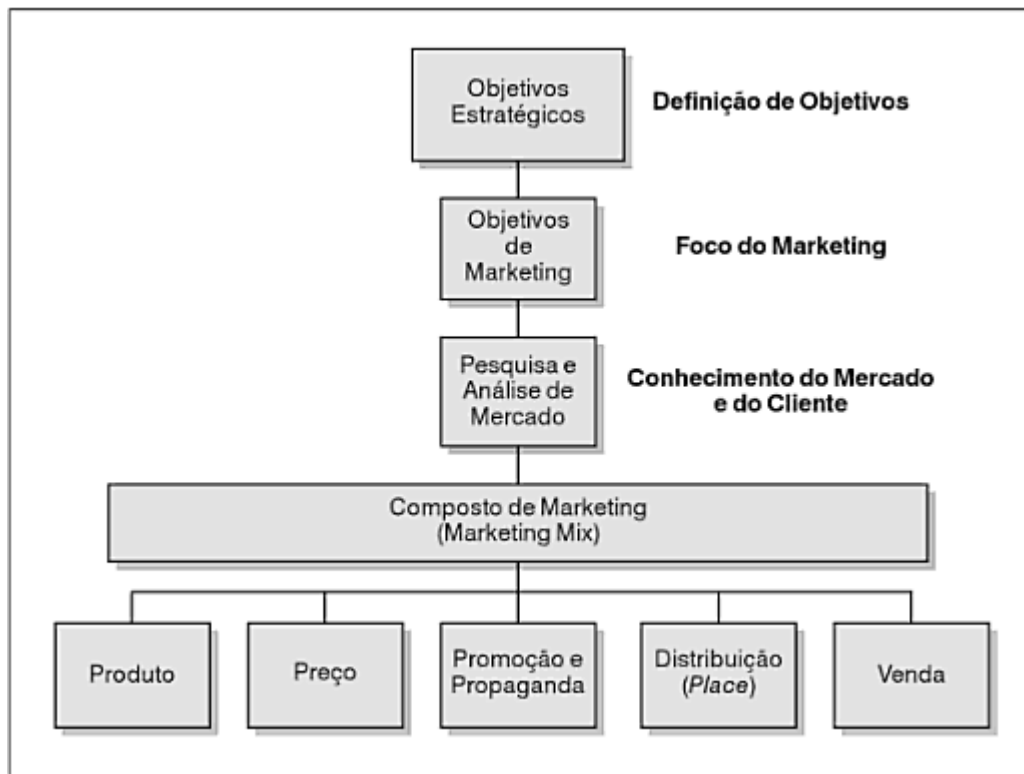 Objetivos
Estratégicos
Definição de Objetivos
Objetivos
de
Marketing
Foco do Marketing
Pesquisa e
Análise de
Mercado
Conhecimento do Mercado
e do Cliente
Composto de Marketing
(Marketing Mix)
Produto
Preço
Promoção e
Propaganda
Distribuição
(Place)
Venda